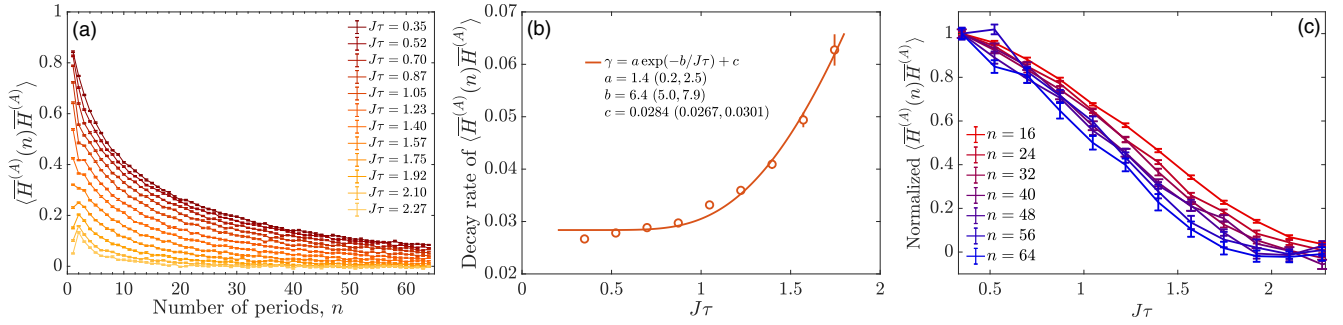 (a)
⟨H̅^(A)(n)H̅^(A)⟩
1
0.8
0.6
0.4
0.2
0
0
10
20
30
40
50
60
Number of periods, n
Jτ = 0.35
Jτ = 0.52
Jτ = 0.70
Jτ = 0.87
Jτ = 1.05
Jτ = 1.23
Jτ = 1.40
Jτ = 1.57
Jτ = 1.75
Jτ = 1.92
Jτ = 2.10
Jτ = 2.27
(b)
Decay rate of ⟨H̅^(A)(n)H̅^(A)⟩
0.07
0.06
0.05
0.04
0.03
0.02
0
0.5
1
1.5
2
Jτ
γ = a exp(−b/Jτ) + c
a = 1.4 (0.2, 2.5)
b = 6.4 (5.0, 7.9)
c = 0.0284 (0.0267, 0.0301)
(c)
Normalized ⟨H̅^(A)(n)H̅^(A)⟩
1
0.8
0.6
0.4
0.2
0
0.5
1
1.5
2
Jτ
n = 16
n = 24
n = 32
n = 40
n = 48
n = 56
n = 64